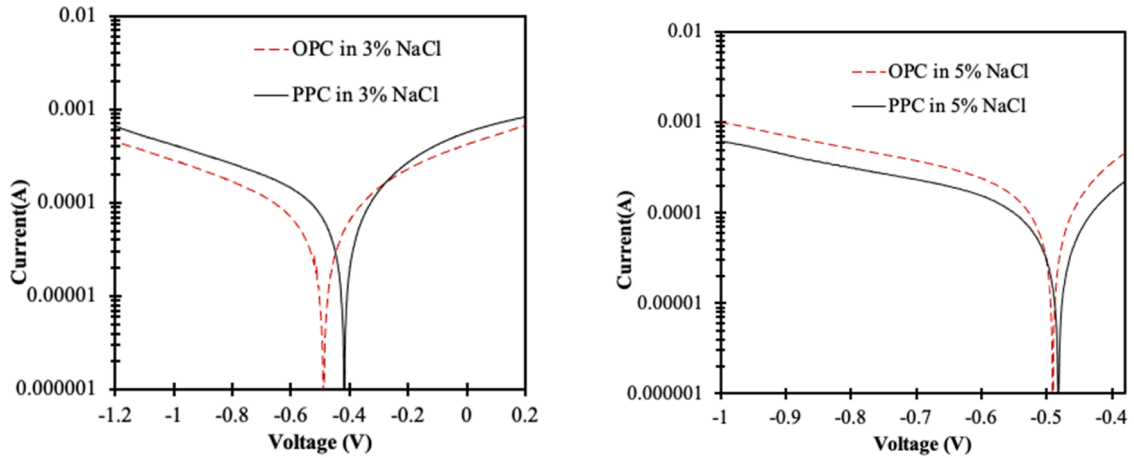 0.01
OPC in 3% NaCl
PPC in 3% NaCl
0.001
0.0001
0.00001
0.000001
Current(A)
-1.2 -1 -0.8 -0.6 -0.4 -0.2 0 0.2
Voltage (V)
0.01
OPC in 5% NaCl
PPC in 5% NaCl
0.001
0.0001
0.00001
0.000001
Current(A)
-1 -0.9 -0.8 -0.7 -0.6 -0.5 -0.4
Voltage (V)